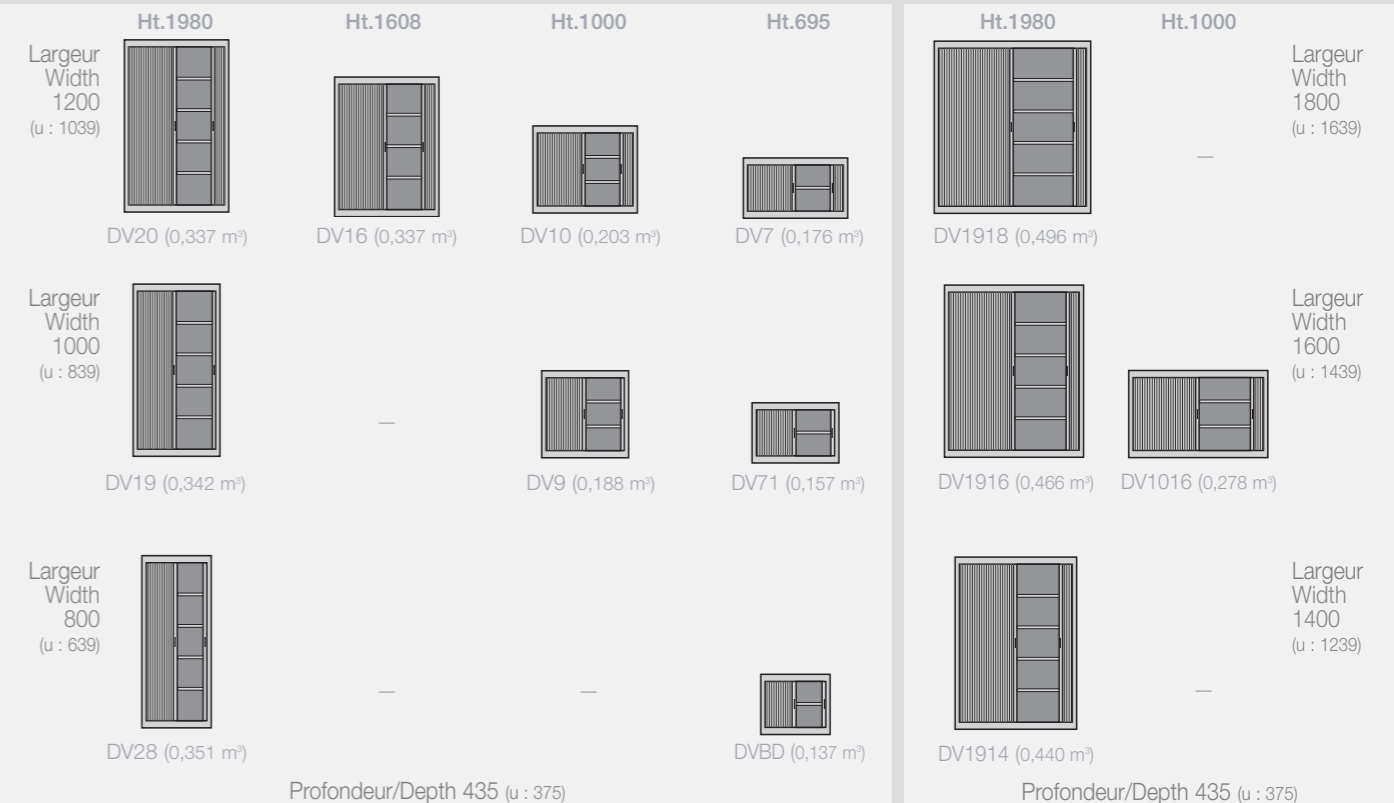 Ht.1980 Ht.1608 Ht.1000 Ht.695
Largeur
Width
1200
(u : 1039)
DV20 (0,337 m³) DV16 (0,337 m³) DV10 (0,203 m³) DV7 (0,176 m³)
Largeur
Width
1000
(u : 839)
—
DV19 (0,342 m³) DV9 (0,188 m³) DV71 (0,157 m³)
Largeur
Width
800
(u : 639)
— —
DV28 (0,351 m³) DVBD (0,137 m³)
Profondeur/Depth 435 (u : 375)
Ht.1980 Ht.1000
Largeur
Width
1800
(u : 1639)
—
DV1918 (0,496 m³)
Largeur
Width
1600
(u : 1439)
DV1916 (0,466 m³) DV1016 (0,278 m³)
Largeur
Width
1400
(u : 1239)
—
DV1914 (0,440 m³)
Profondeur/Depth 435 (u : 375)